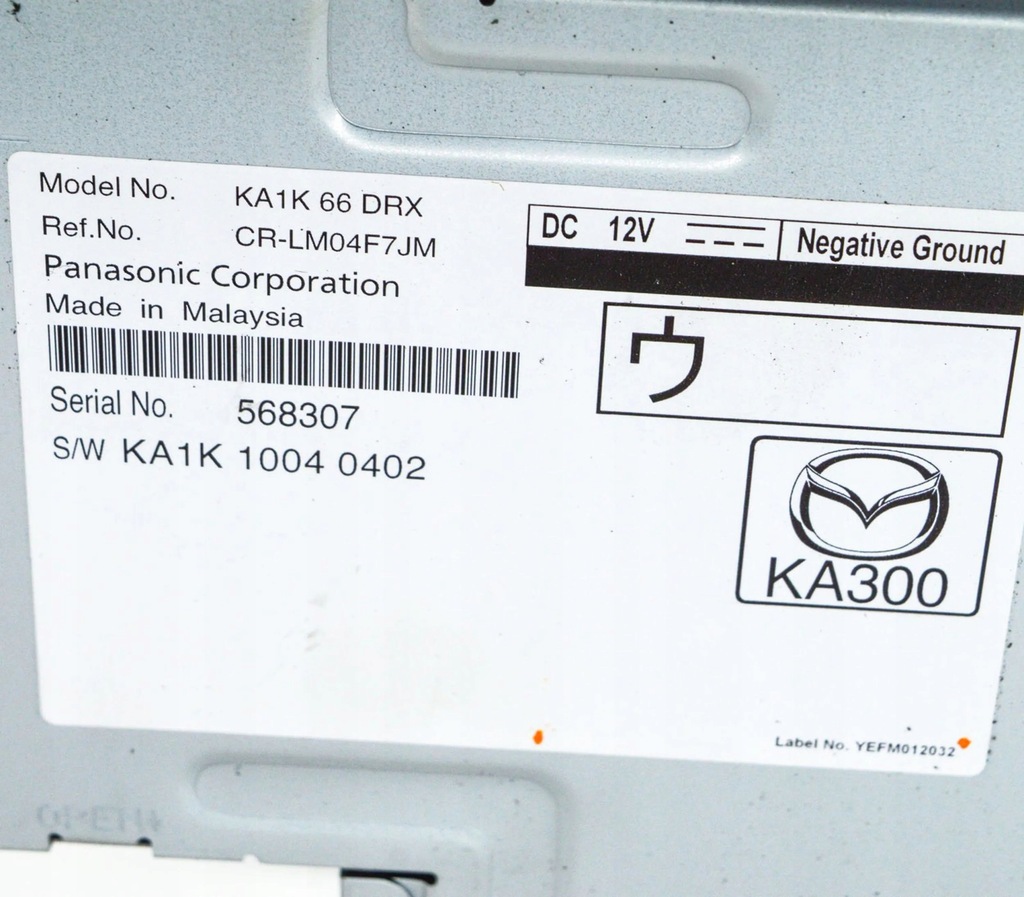 Model No. KA1K 66 DRX
Ref.No. CR-LM04F7JM
Panasonic Corporation
Made in Malaysia
Serial No. 568307
S/W KA1K 1004 0402
DC 12V Negative Ground
ウ
KA300
Label No. YEFM012032